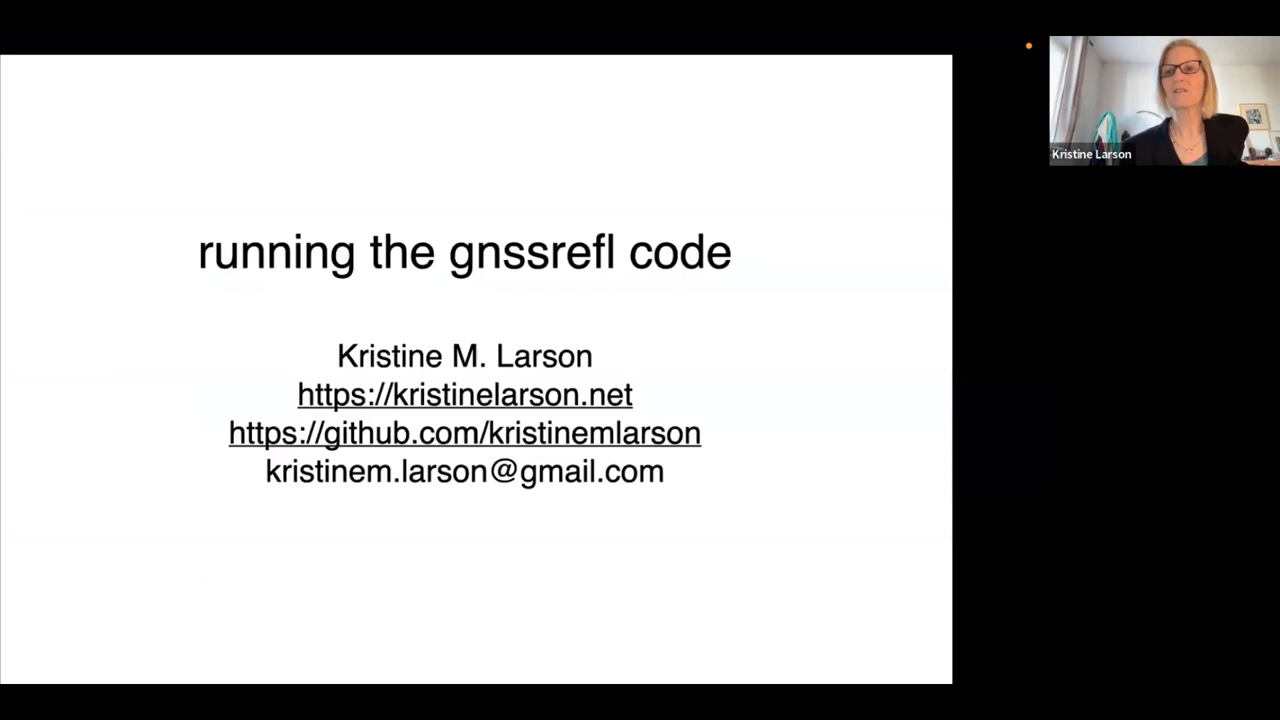 running the gnssrefl code
Kristine M. Larson
https://kristinelarson.net
https://github.com/kristinemlarson
kristinem.larson@gmail.com
Kristine Larson